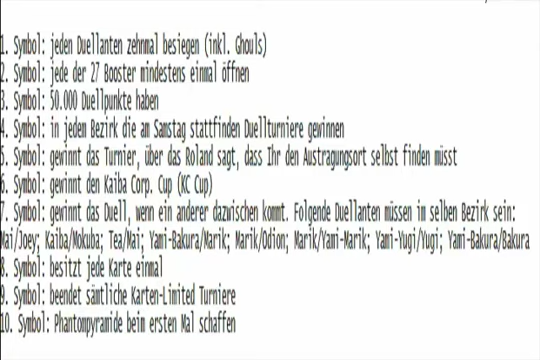 1. Symbol: jeden Duellanten zehnmal besiegen (inkl. Ghouls)
2. Symbol: jede der 27 Booster mindestens einmal öffnen
3. Symbol: 50.000 Duellpunkte haben
4. Symbol: in jedem Bezirk die am Samstag stattfinden Duellturniere gewinnen
5. Symbol: gewinnt das Turnier, über das Roland sagt, dass Ihr den Austragungsort selbst finden müsst
6. Symbol: gewinnt den Kaiba Corp. Cup (KC Cup)
7. Symbol: gewinnt das Duell, wenn ein anderer dazwischen kommt. Folgende Duellanten müssen im selben Bezirk sein:
Mai/Joey; Kaiba/Mokuba; Tea/Mai; Yami-Bakura/Marik; Marik/Odion; Marik/Yami-Marik; Yami-Yugi/Yugi; Yami-Bakura/Bakura
8. Symbol: besitzt jede Karte einmal
9. Symbol: beendet sämtliche Karten-Limited Turniere
10. Symbol: Phantompyramide beim ersten Mal schaffen